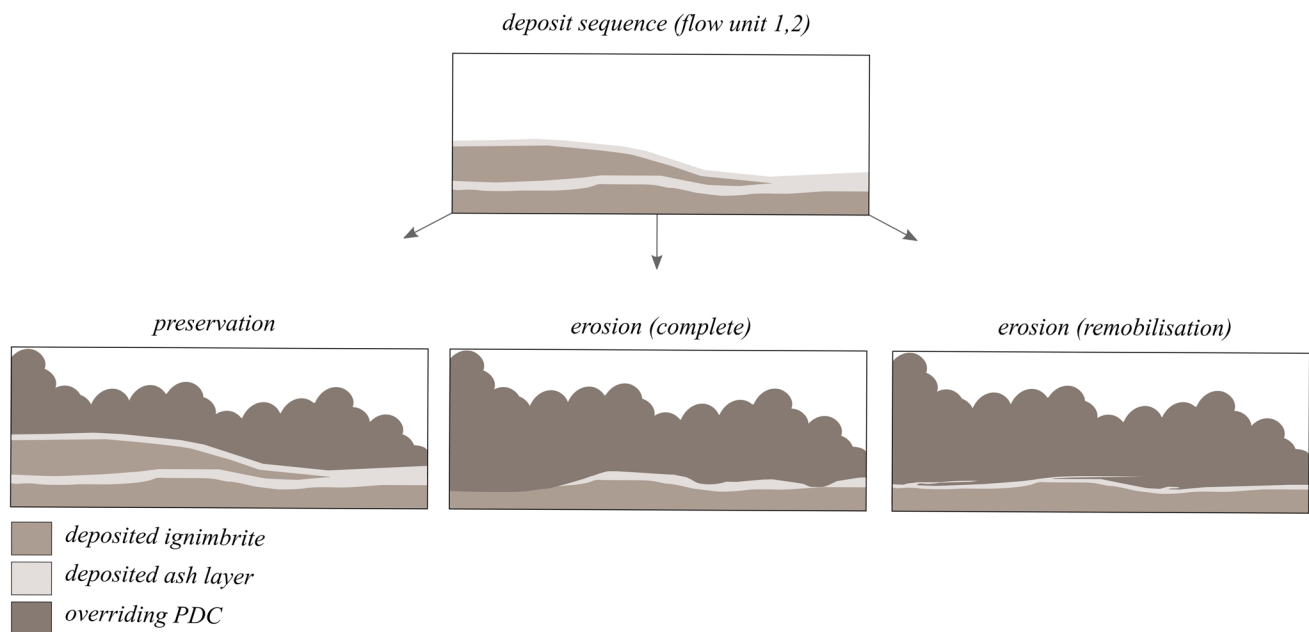 deposit sequence (flow unit 1,2)
preservation
erosion (complete)
erosion (remobilisation)
deposited ignimbrite
deposited ash layer
overriding PDC